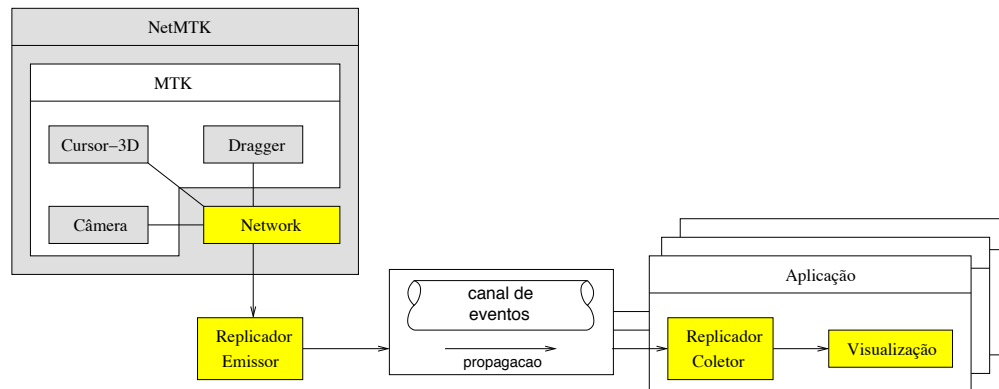 NetMTK
MTK
Cursor−3D
Dragger
Câmera
Network
Replicador
Emissor
canal de
eventos
propagacao
Aplicação
Replicador
Coletor
Visualização